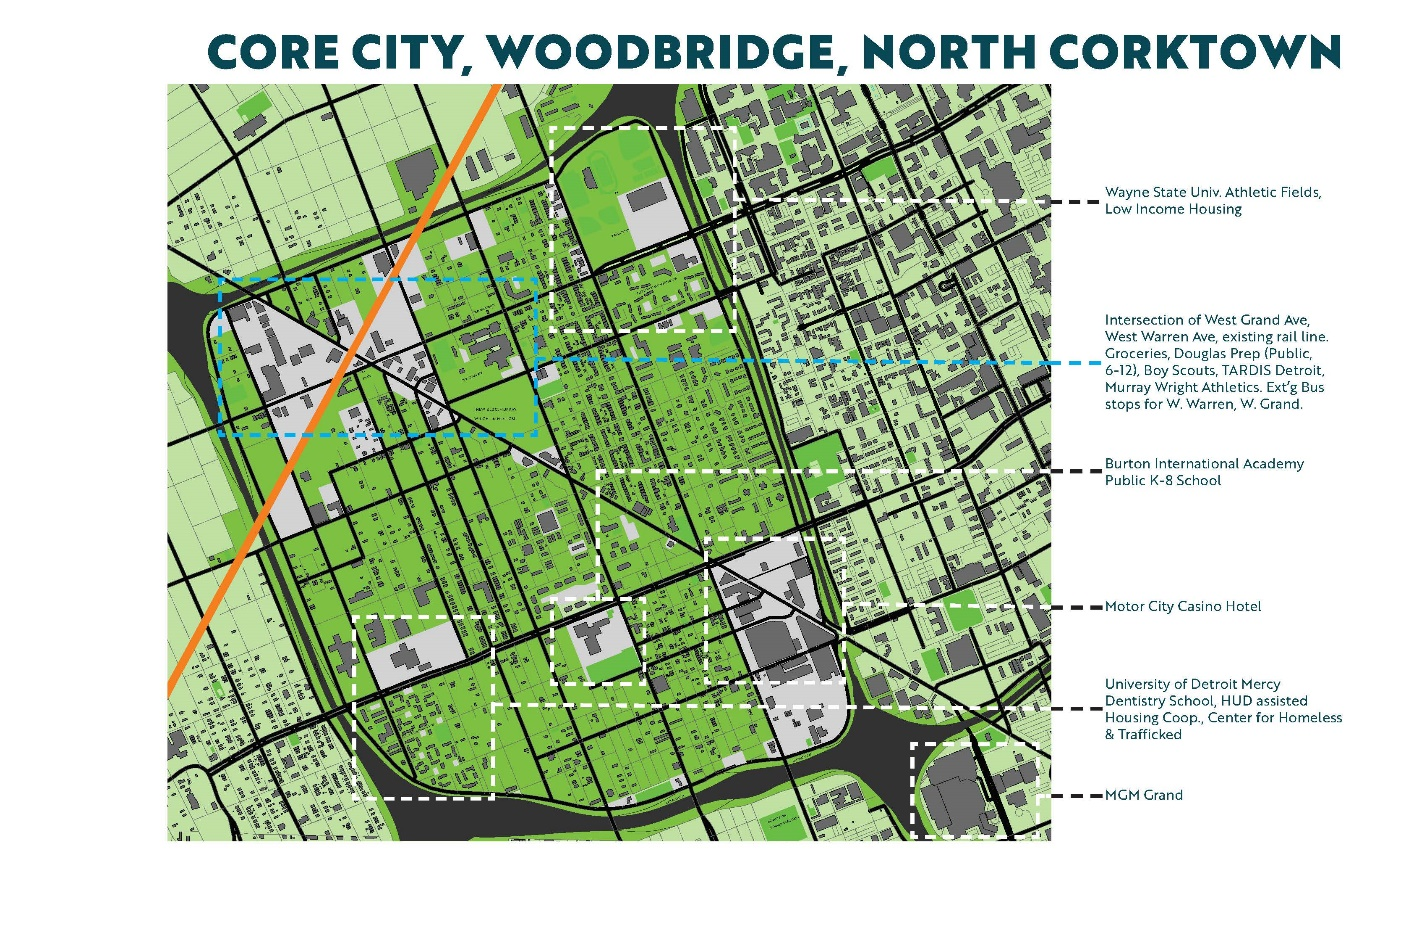 CORE CITY, WOODBRIDGE, NORTH CORKTOWN
Wayne State Univ. Athletic Fields,
Low Income Housing
Intersection of West Grand Ave,
West Warren Ave, existing rail line.
Groceries, Douglas Prep (Public,
6-12), Boy Scouts, TARDIS Detroit,
Murray Wright Athletics. Ext'g Bus
stops for W. Warren, W. Grand.
Burton International Academy
Public K-8 School
Motor City Casino Hotel
University of Detroit Mercy
Dentistry School, HUD assisted
Housing Coop., Center for Homeless
& Trafficked
MGM Grand